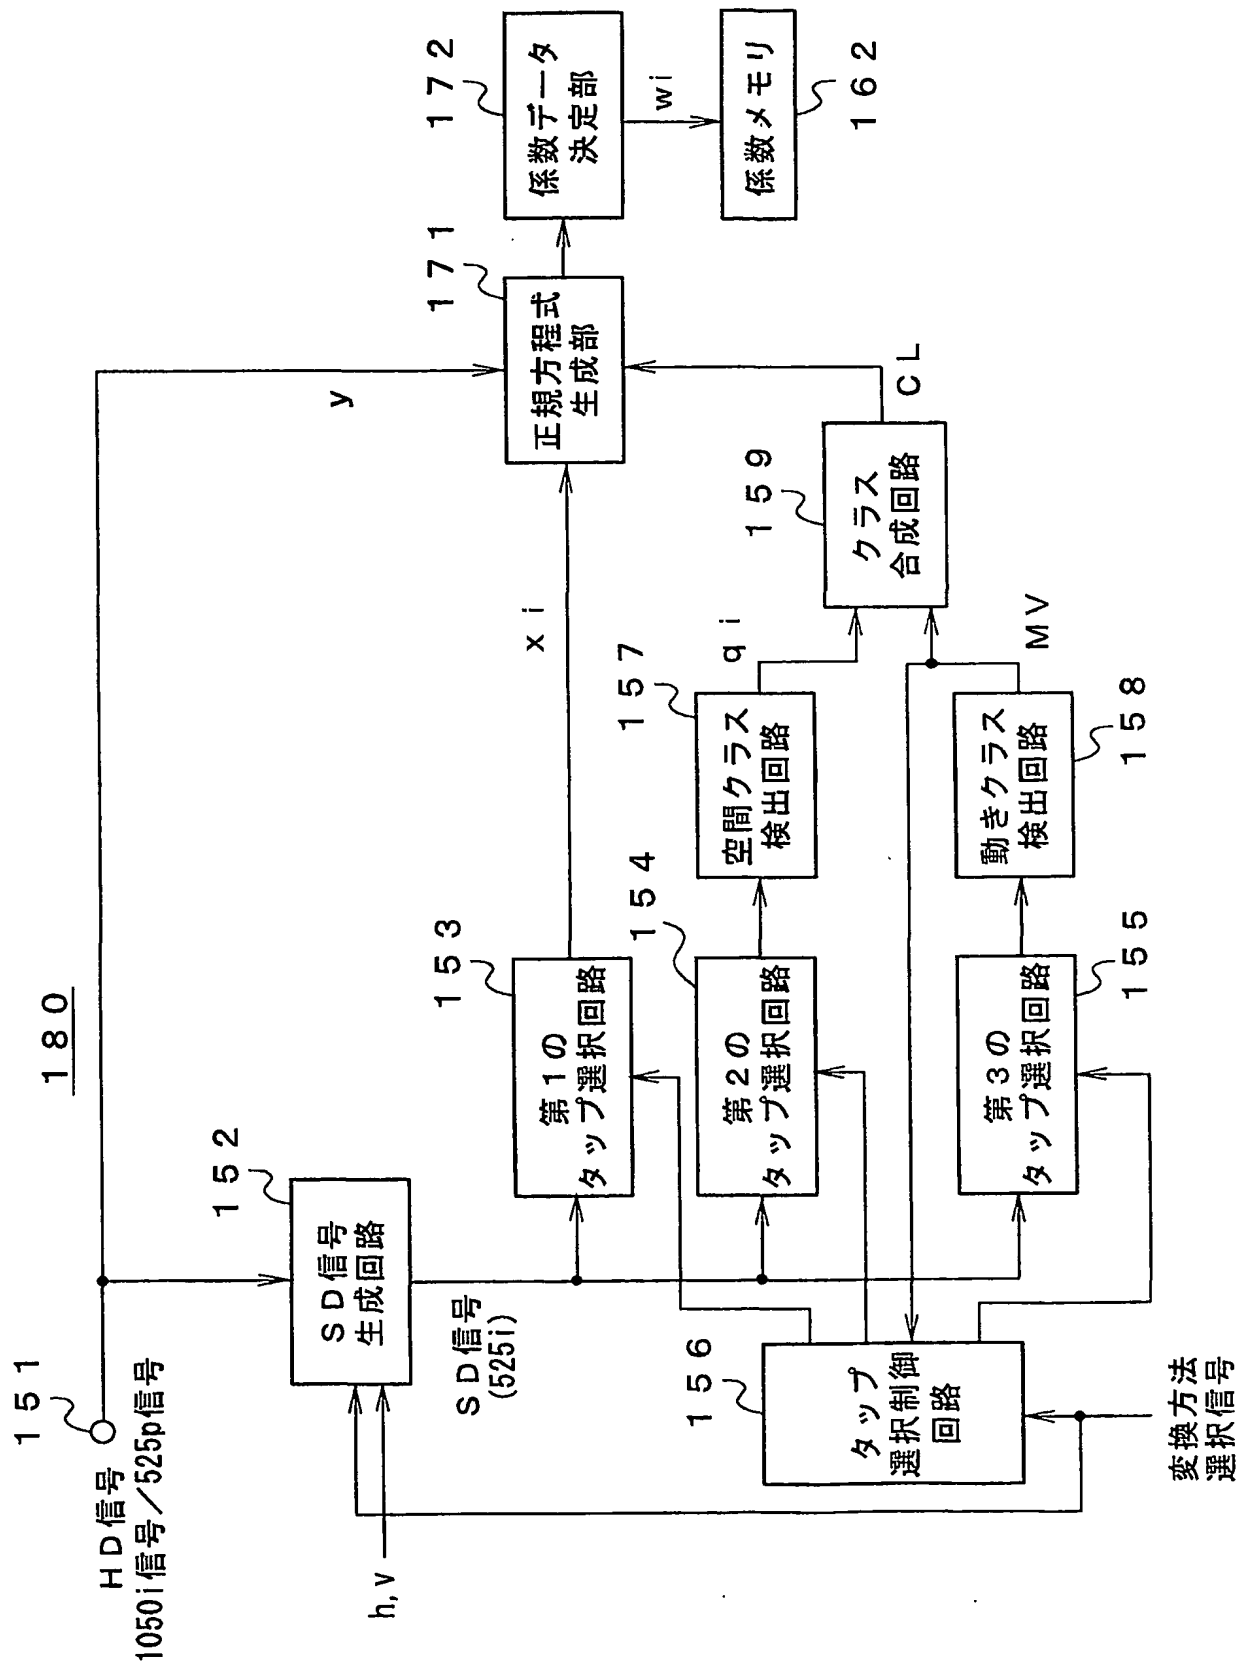 180
151
HD信号
1050i信号/525p信号
h,v
152
SD信号
生成回路
SD信号
(525i)
153
第1の
タップ選択回路
xi
y
171
正規方程式
生成部
172
係数データ
決定部
wi
係数メモリ
162
154
第2の
タップ選択回路
157
空間クラス
検出回路
qi
159
クラス
合成回路
CL
156
タップ
選択制御
回路
第3の
タップ選択回路
155
動きクラス
検出回路
158
MV
変換方法
選択信号